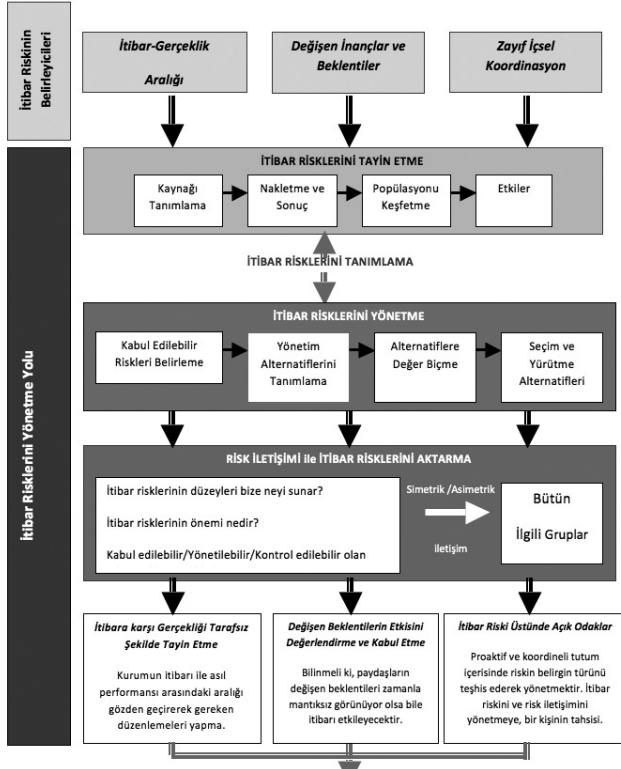 İtibar Riskinin
Belirleyicileri
İtibar-Gerçeklik
Aralığı
Değişen İnançlar ve
Beklentiler
Zayıf İçsel
Koordinasyon
İtibar Risklerini Yönetme Yolu
İTİBAR RİSKLERİNİ TAYİN ETME
Kaynağı
Tanımlama
Nakletme ve
Sonuç
Popülasyonu
Keşfetme
Etkiler
İTİBAR RİSKLERİNİ TANIMLAMA
İTİBAR RİSKLERİNİ YÖNETME
Kabul Edilebilir
Riskleri Belirleme
Yönetim
Alternatiflerini
Tanımlama
Alternatiflere
Değer Biçme
Seçim ve
Yürütme
Alternatifleri
RİSK İLETİŞİMİ ile İTİBAR RİSKLERİNİ AKTARMA
İtibar risklerinin düzeyleri bize neyi sunar?
İtibar risklerinin önemi nedir?
Kabul edilebilir/Yönetilebilir/Kontrol edilebilir olan
Simetrik /Asimetrik
iletişim
Bütün
İlgili Gruplar
İtibara karşı Gerçekliği Tarafsız
Şekilde Tayin Etme
Kurumun itibarı ile asıl
performansı arasındaki aralığı
gözden geçirerek gereken
düzenlemeleri yapma.
Değişen Beklentilerin Etkisini
Değerlendirme ve Kabul Etme
Bilinmeli ki, paydaşların
değişen beklentileri zamanla
mantıksız görünüyor olsa bile
itibarı etkileyecektir.
İtibar Riski Üstünde Açık Odaklar
Proaktif ve koordineli tutum
içerisinde riskin belirgin türünü
teşhis ederek yönetmektir. İtibar
riskini ve risk iletişimini
yönetmeye, bir kişinin tahsisi.